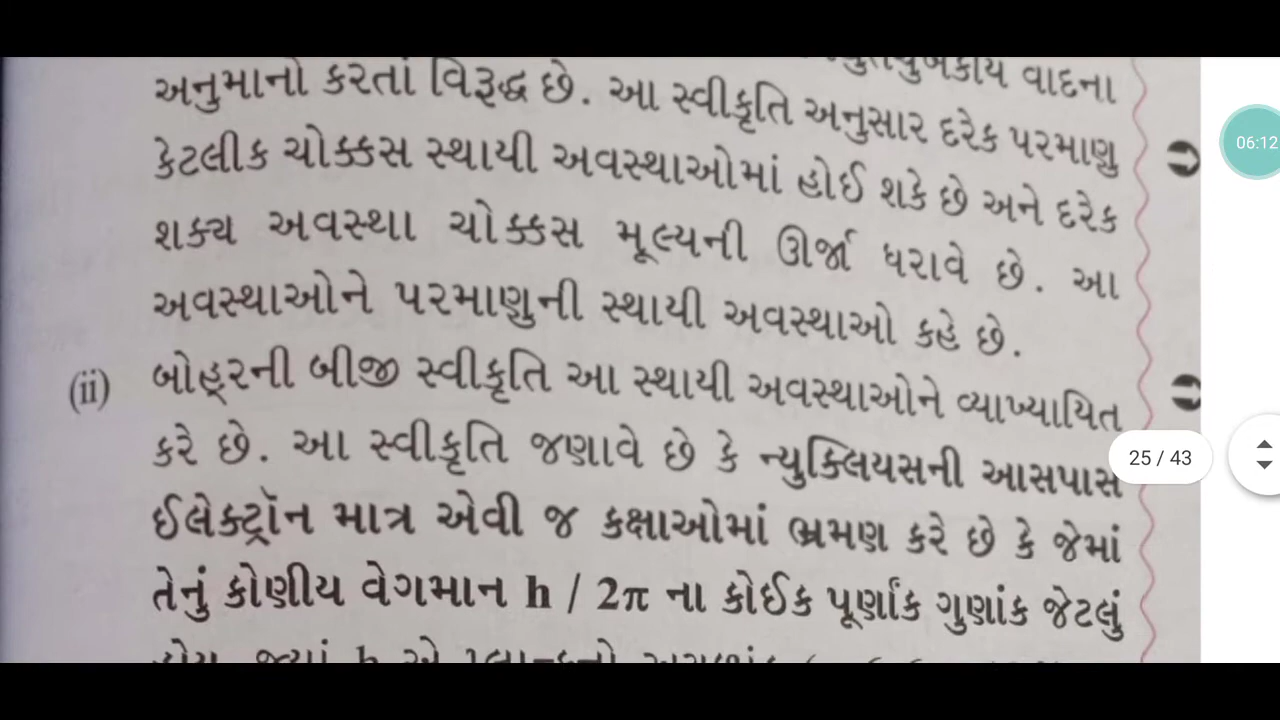 વાદના
અનુમાનો કરતાં વિરૂદ્ધ છે. આ સ્વીકૃતિ અનુસાર દરેક પરમાણુ
કેટલીક ચોક્કસ સ્થાયી અવસ્થાઓમાં હોઈ શકે છે અને દરેક
શક્ય અવસ્થા ચોક્કસ મૂલ્યની ઊર્જા ધરાવે છે. આ
અવસ્થાઓને પરમાણુની સ્થાયી અવસ્થાઓ કહે છે.
(ii) બોહ્‌રની બીજી સ્વીકૃતિ આ સ્થાયી અવસ્થાઓને વ્યાખ્યાયિત
કરે છે. આ સ્વીકૃતિ જણાવે છે કે ન્યુક્લિયસની આસપાસ
ઈલેક્ટ્રૉન માત્ર એવી જ કક્ષાઓમાં ભ્રમણ કરે છે કે જેમાં
તેનું કોણીય વેગમાન h / 2π ના કોઈક પૂર્ણાંક ગુણાંક જેટલું
06:12
25 / 43